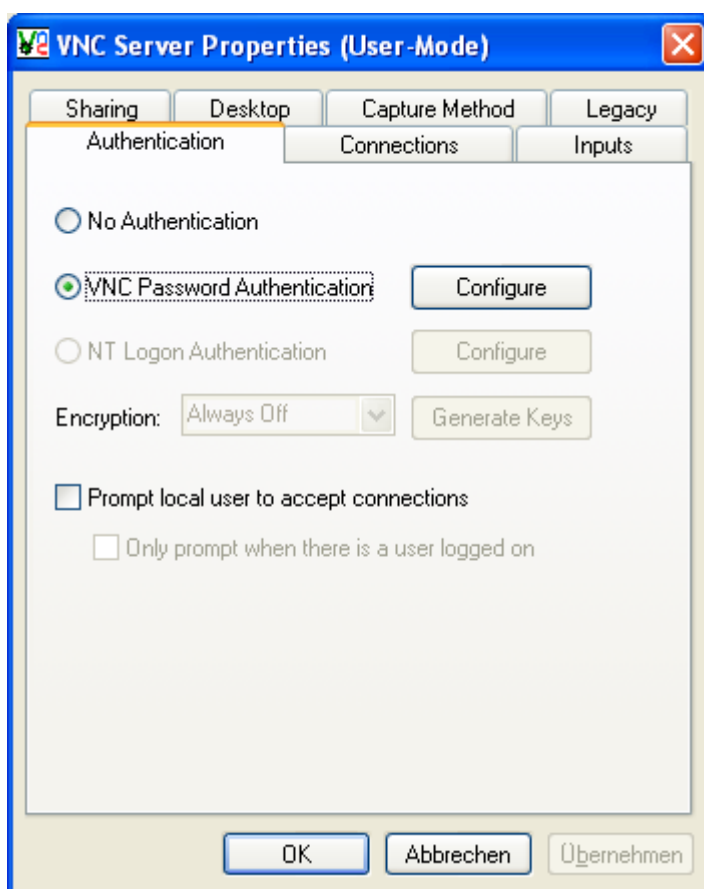 VNC Server Properties (User-Mode)
Sharing Desktop Capture Method Legacy
Authentication Connections Inputs
No Authentication
VNC Password Authentication Configure
NT Logon Authentication Configure
Encryption: Always Off Generate Keys
Prompt local user to accept connections
Only prompt when there is a user logged on
OK Abbrechen Übernehmen